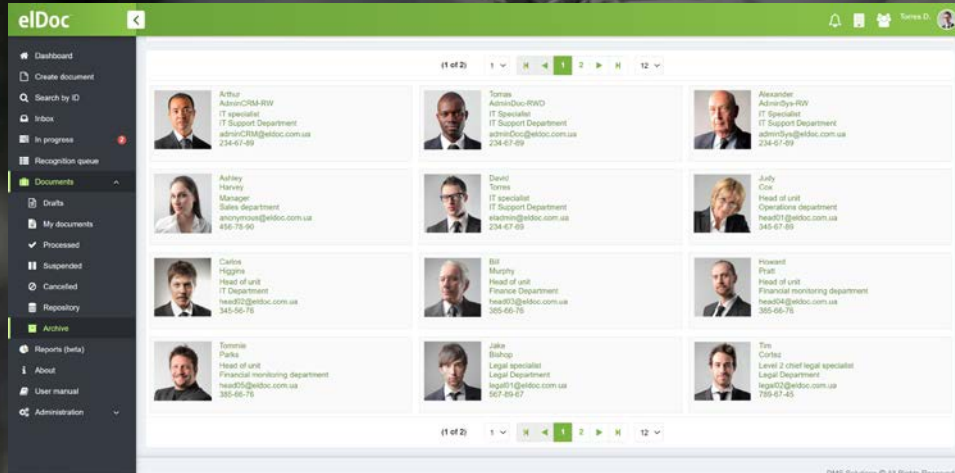 elDoc
Torres D.
Dashboard
Create document
Search by ID
Inbox
In progress
2
Recognition queue
Documents
Drafts
My documents
Processed
Suspended
Cancelled
Repository
Archive
Reports (beta)
About
User manual
Administration
(1 of 2) 1 1 2 12
Arthur
AdminCRM-RW
IT specialist
IT Support Department
adminCRM@eldoc.com.ua
234-67-89
Tomas
AdminDoc-RWD
IT Specialist
IT Support Department
adminDoc@eldoc.com.ua
234-67-89
Alexander
AdminSys-RW
IT Specialist
IT Support Department
adminSys@eldoc.com.ua
234-67-89
Ashley
Harvey
Manager
Sales department
anonymous@eldoc.com.ua
456-78-90
David
Torres
IT specialist
IT Support Department
eladmin@eldoc.com.ua
234-67-89
Judy
Cox
Head of unit
Operations department
head01@eldoc.com.ua
345-67-89
Carlos
Higgins
Head of unit
IT Department
head02@eldoc.com.ua
345-56-76
Bill
Murphy
Head of unit
Finance Department
head03@eldoc.com.ua
385-66-76
Howard
Pratt
Head of unit
Financial monitoring department
head04@eldoc.com.ua
385-66-76
Tommie
Parks
Head of unit
Financial monitoring department
head05@eldoc.com.ua
385-66-76
Jake
Bishop
Legal specialist
Legal Department
legal01@eldoc.com.ua
567-89-67
Tim
Cortez
Level 2 chief legal specialist
Legal Department
legal02@eldoc.com.ua
789-67-45
(1 of 2) 1 1 2 12
DMS Solutions © All Rights Reserved